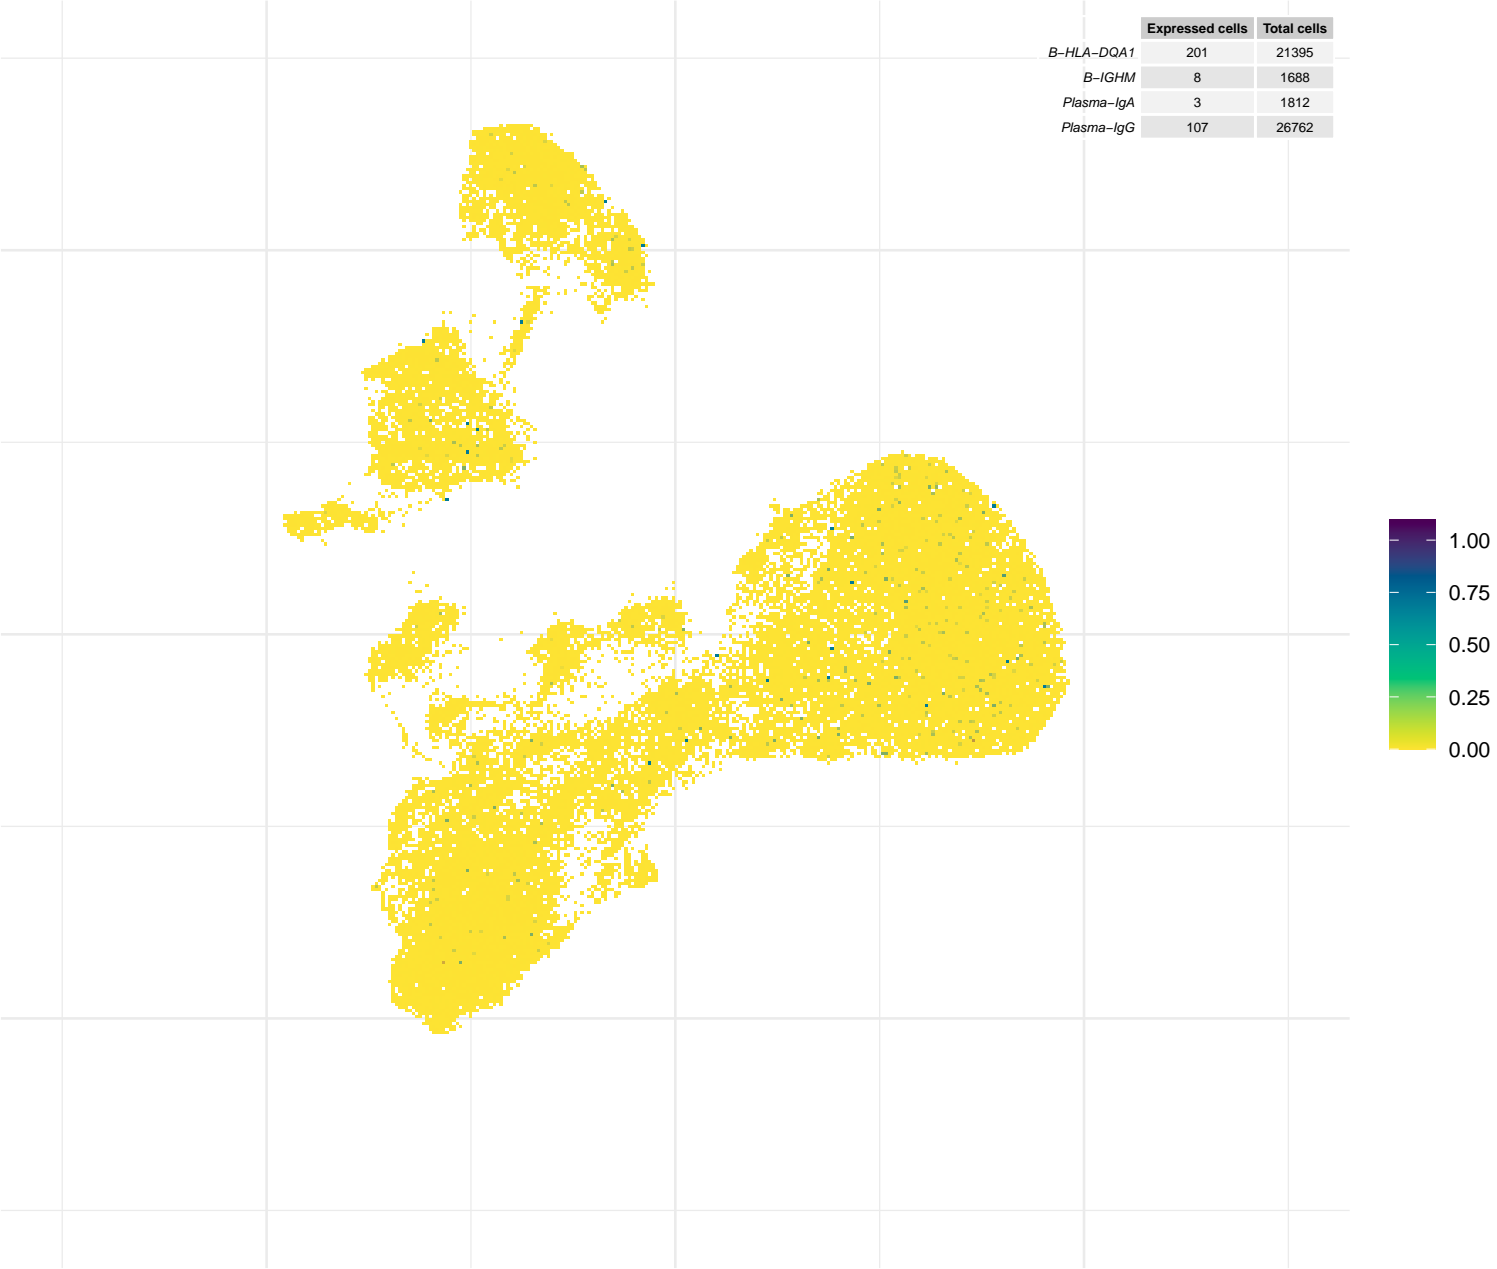 Expressed cells Total cells
B−HLA−DQA1 201 21395
B−IGHM 8 1688
Plasma−IgA 3 1812
Plasma−IgG 107 26762
1.00
0.75
0.50
0.25
0.00